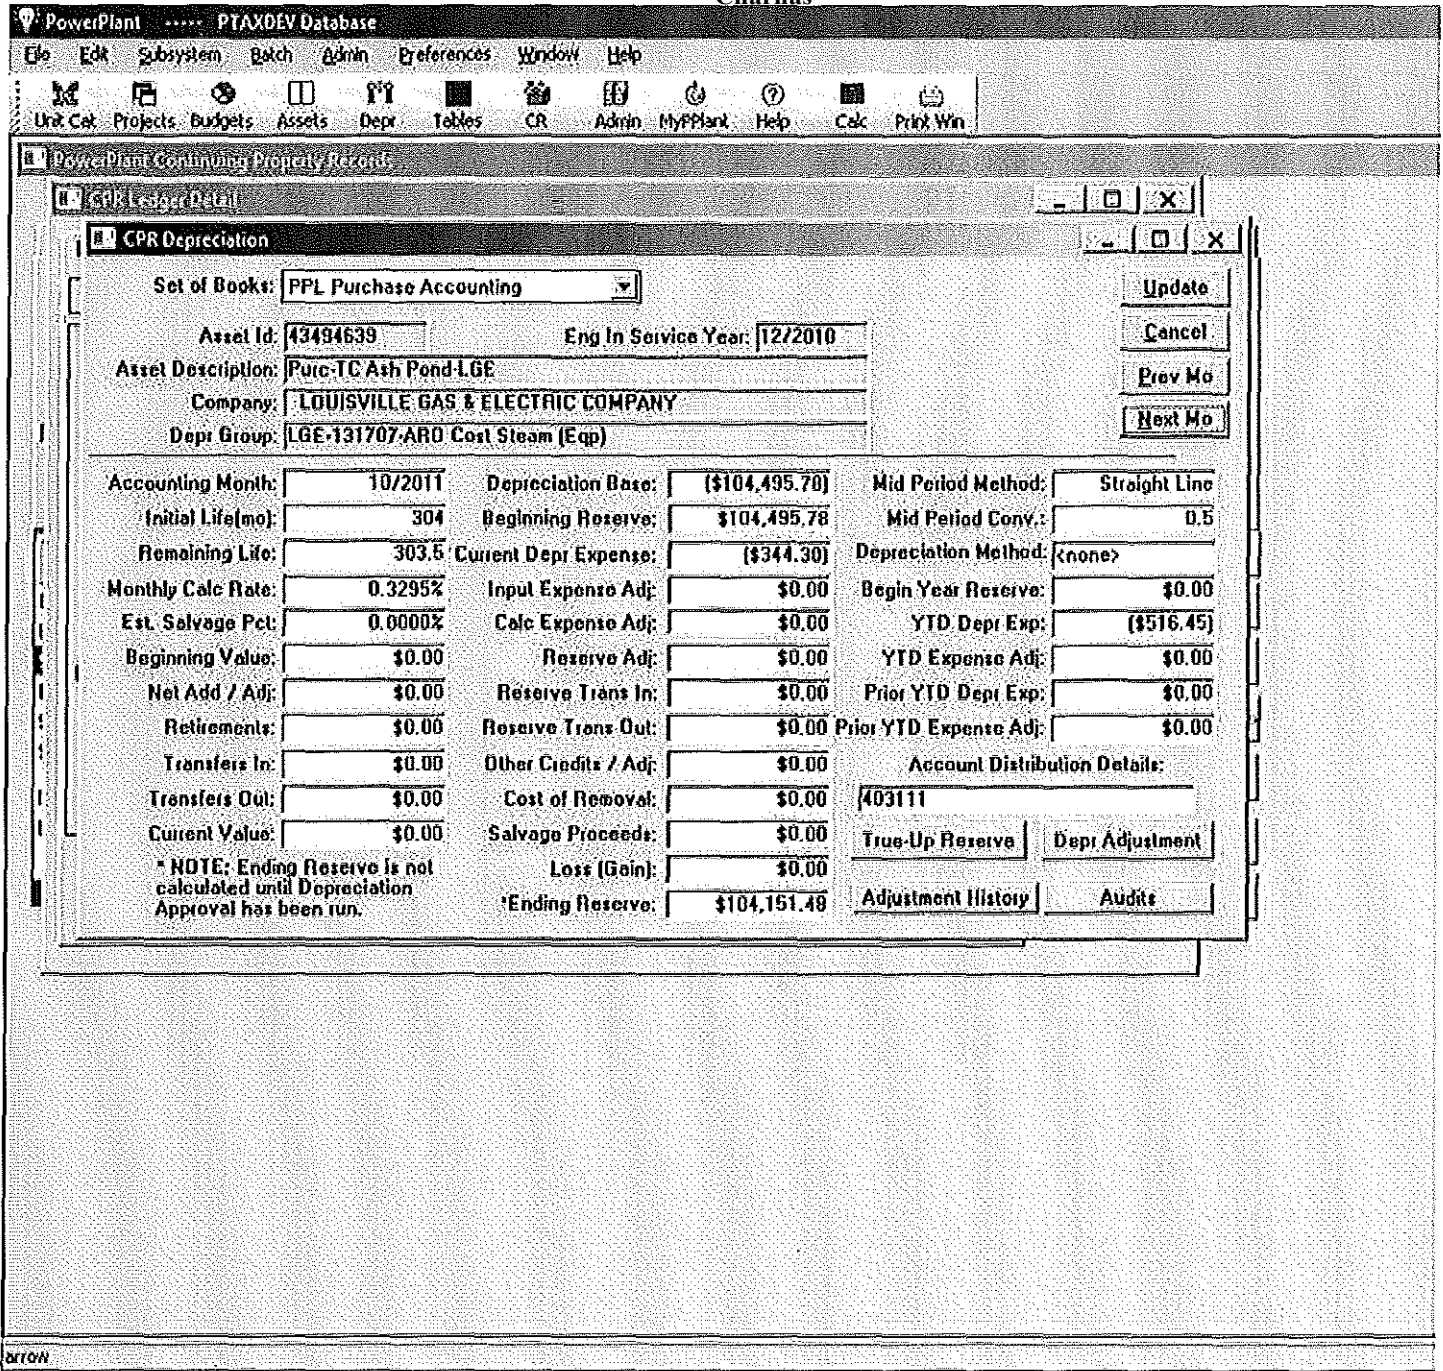 Charnas
PowerPlant ----- PTAXDEV Database
File Edit Subsystem Batch Admin Preferences Window Help
Unit Cat Projects Budgets Assets Depr Tables CR Admin MyPPlant Help Calc Print Win
PowerPlant Continuing Property Records
CPR Ledger Detail
CPR Depreciation
Set of Books: PPL Purchase Accounting Update
Asset Id: 43494639 Eng In Service Year: 12/2010 Cancel
Asset Description: Purc-TC Ash Pond-LGE Prev Mo
Company: LOUISVILLE GAS & ELECTRIC COMPANY
Next Mo
Depr Group: LGE-131707-ARO Cost Steam (Eqp)
Accounting Month: 10/2011 Depreciation Base: ($104,495.78) Mid Period Method: Straight Line
Initial Life(mo): 304 Beginning Reserve: $104,495.78 Mid Period Conv.: 0.5
Remaining Life: 303.5 Current Depr Expense: ($344.30) Depreciation Method: <none>
Monthly Calc Rate: 0.3295% Input Expense Adj: $0.00 Begin Year Reserve: $0.00
Est. Salvage Pct: 0.0000% Calc Expense Adj: $0.00 YTD Depr Exp: ($516.45)
Beginning Value: $0.00 Reserve Adj: $0.00 YTD Expense Adj: $0.00
Net Add / Adj: $0.00 Reserve Trans In: $0.00 Prior YTD Depr Exp: $0.00
Retirements: $0.00 Reserve Trans Out: $0.00 Prior YTD Expense Adj: $0.00
Transfers In: $0.00 Other Credits / Adj: $0.00 Account Distribution Details:
Transfers Out: $0.00 Cost of Removal: $0.00 403111
Current Value: $0.00 Salvage Proceeds: $0.00 True-Up Reserve Depr Adjustment
* NOTE: Ending Reserve is not Loss (Gain): $0.00
calculated until Depreciation
Approval has been run. *Ending Reserve: $104,151.48 Adjustment History Audits
arrow